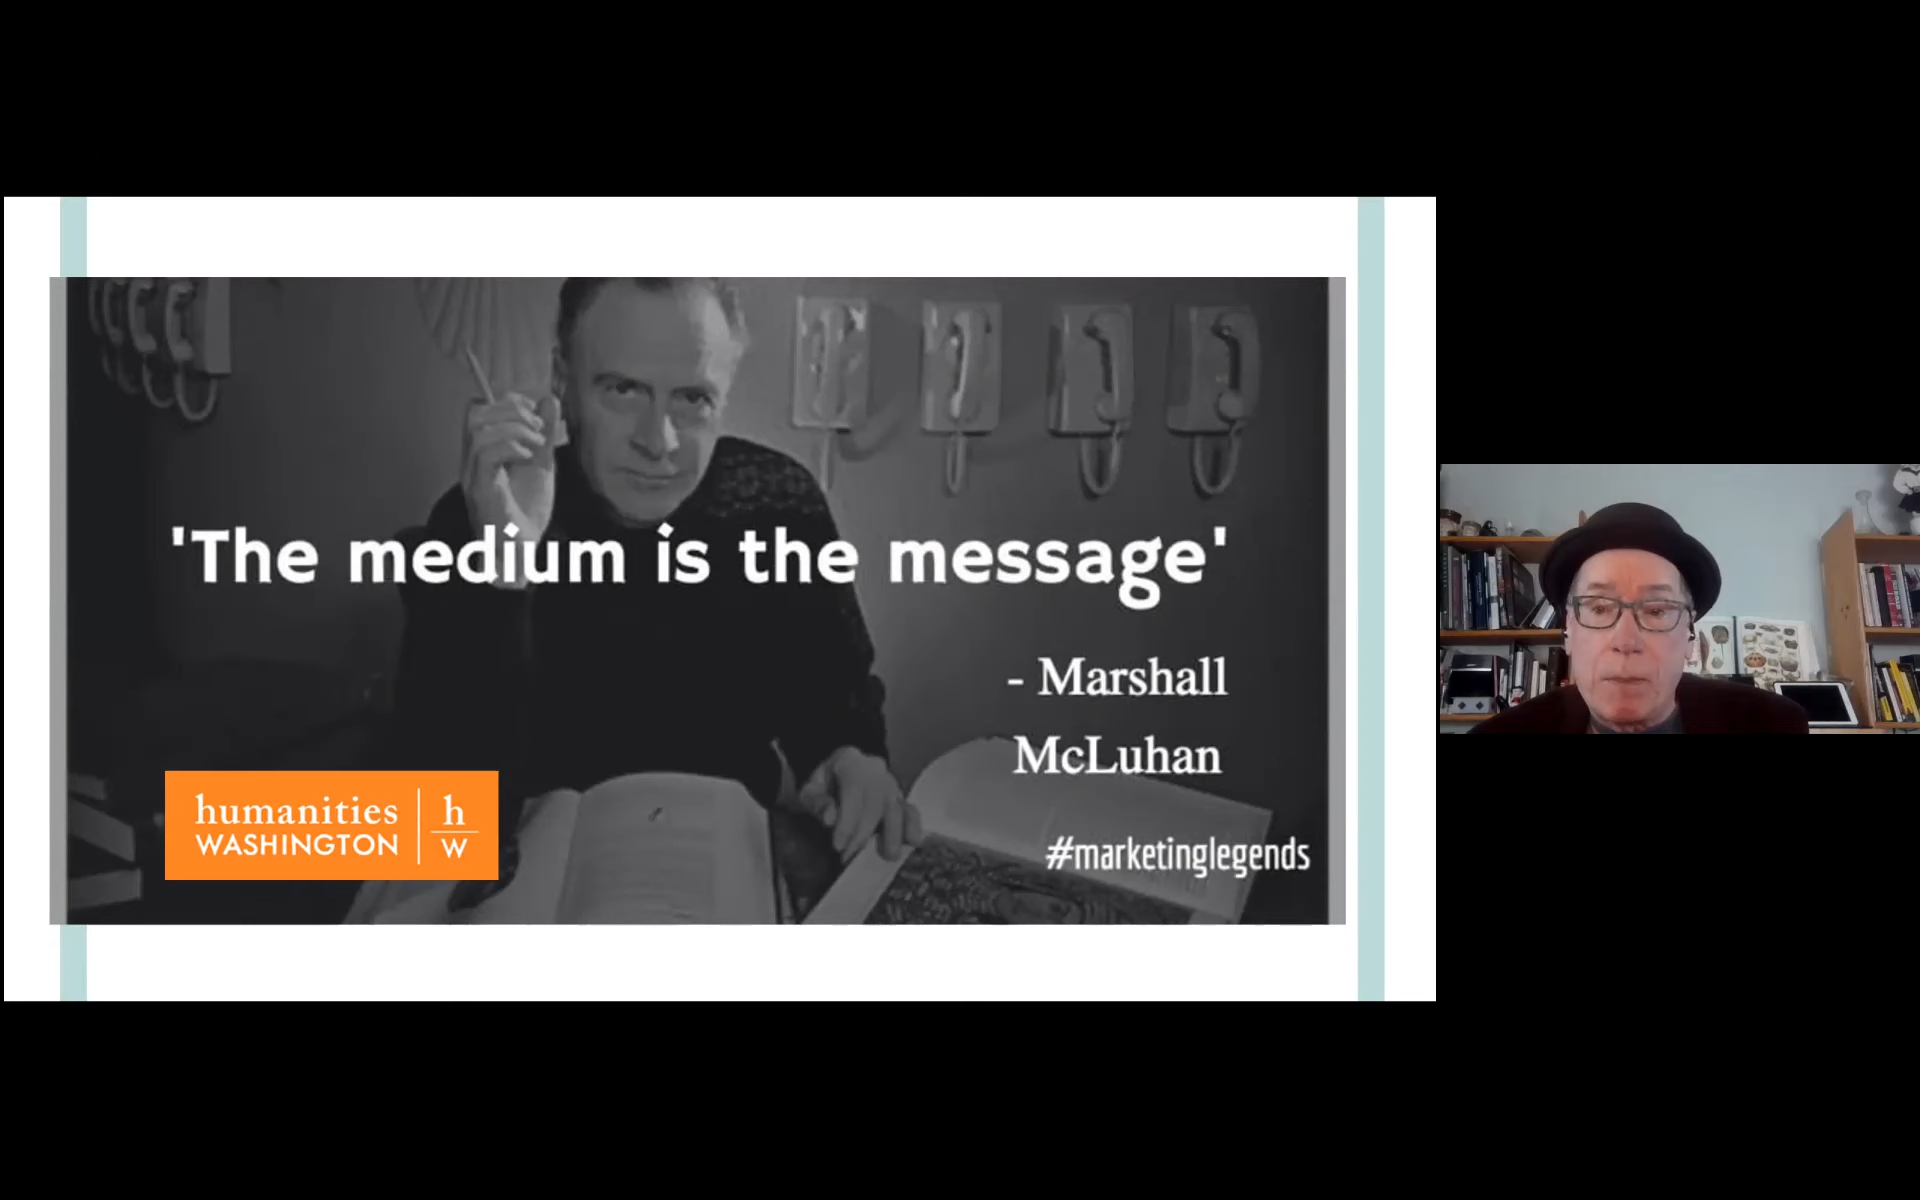 'The medium is the message'
- Marshall
McLuhan
#marketinglegends
humanities
WASHINGTON
h
w